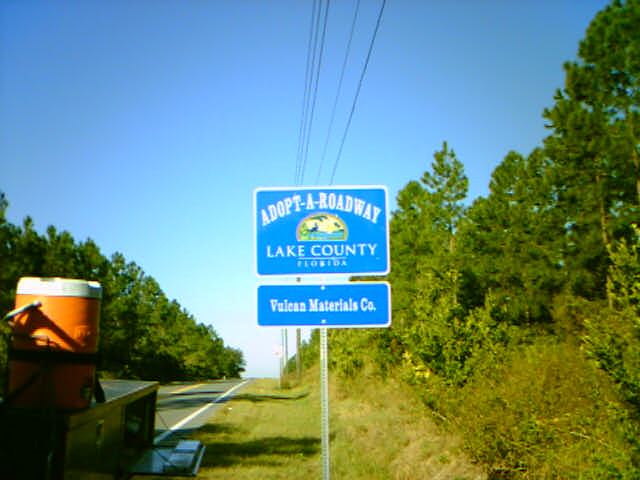 ADOPT-A-ROADWAY
LAKE COUNTY
FLORIDA
Vulcan Materials Co.